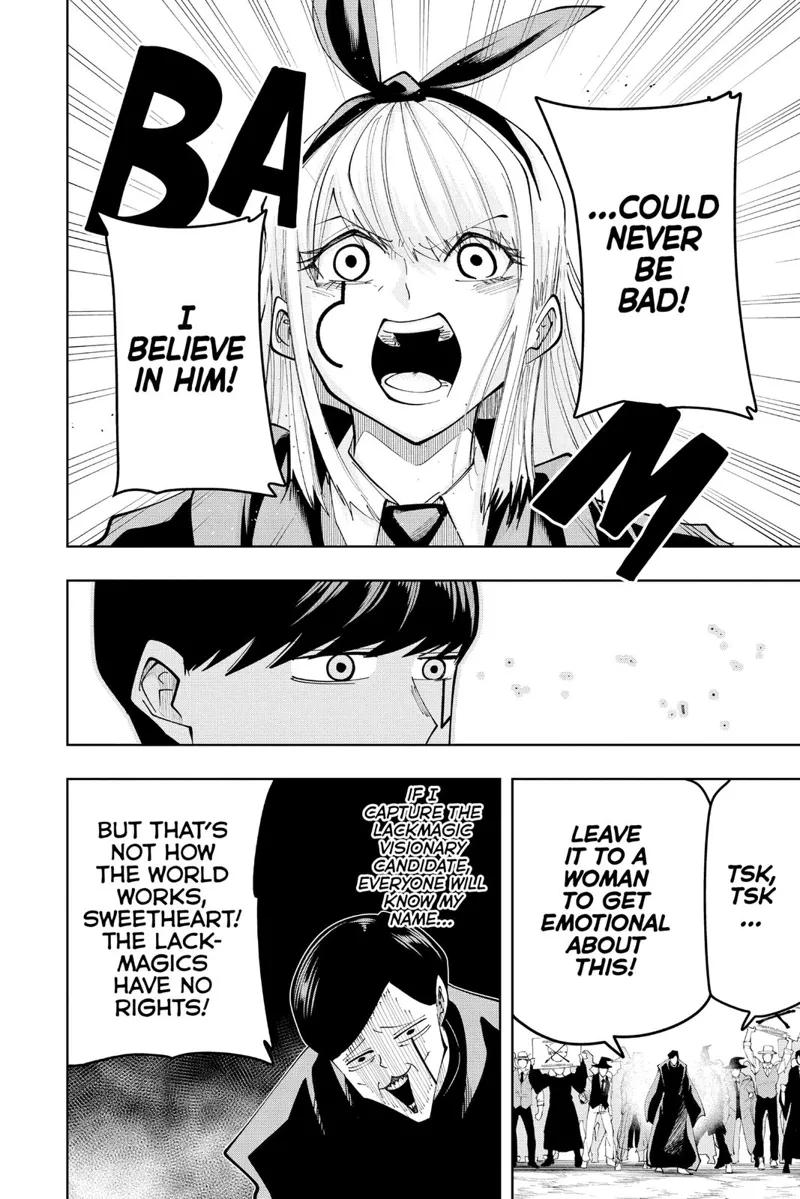 ...COULD
NEVER
BE
BAD!
BAM
I
BELIEVE
IN HIM!
TSK,
TSK
...
LEAVE
IT TO A
WOMAN
TO GET
EMOTIONAL
ABOUT
THIS!
IF I
CAPTURE THE
LACKMAGIC
VISIONARY
CANDIDATE,
EVERYONE WILL
KNOW MY
NAME...
BUT THAT'S
NOT HOW
THE WORLD
WORKS,
SWEETHEART!
THE LACK-
MAGICS
HAVE NO
RIGHTS!